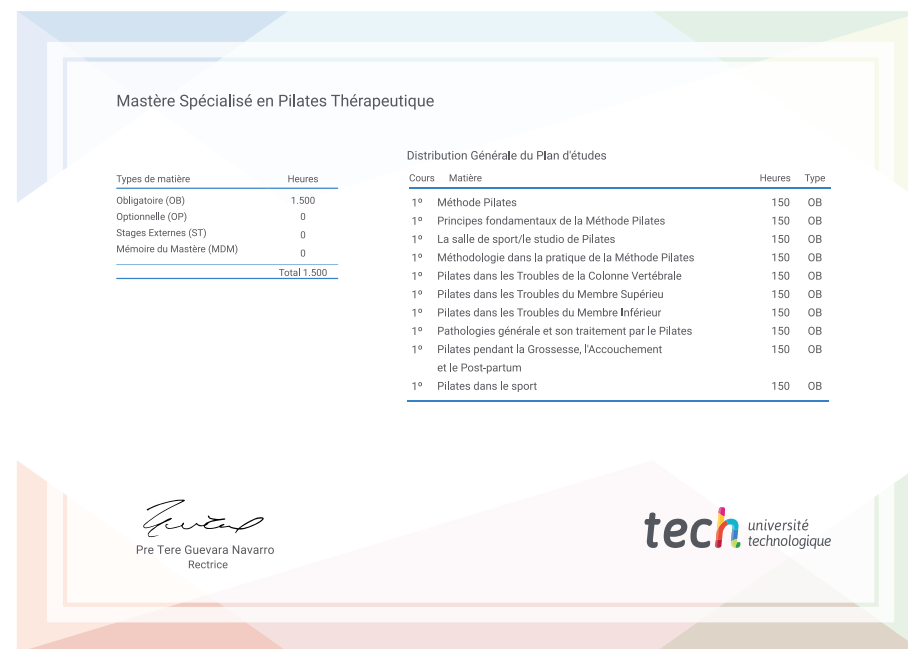 Mastère Spécialisé en Pilates Thérapeutique
Types de matière Heures
Obligatoire (OB) 1.500
Optionnelle (OP) 0
Stages Externes (ST) 0
Mémoire du Mastère (MDM) 0
Total 1.500
Distribution Générale du Plan d'études
Cours Matière Heures Type
1º Méthode Pilates 150 OB
1º Principes fondamentaux de la Méthode Pilates 150 OB
1º La salle de sport/le studio de Pilates 150 OB
1º Méthodologie dans la pratique de la Méthode Pilates 150 OB
1º Pilates dans les Troubles de la Colonne Vertébrale 150 OB
1º Pilates dans les Troubles du Membre Supérieu 150 OB
1º Pilates dans les Troubles du Membre Inférieur 150 OB
1º Pathologies générale et son traitement par le Pilates 150 OB
1º Pilates pendant la Grossesse, l'Accouchement 150 OB
et le Post-partum
1º Pilates dans le sport 150 OB
Pre Tere Guevara Navarro
Rectrice
tech université
technologique